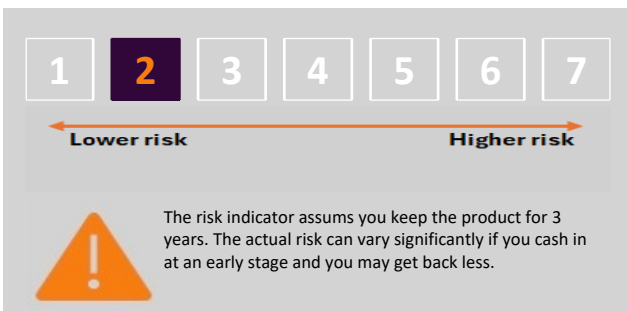 1 2 3 4 5 6 7
Lower risk Higher risk
The risk indicator assums you keep the product for 3
years. The actual risk can vary significantly if you cash in
at an early stage and you may get back less.